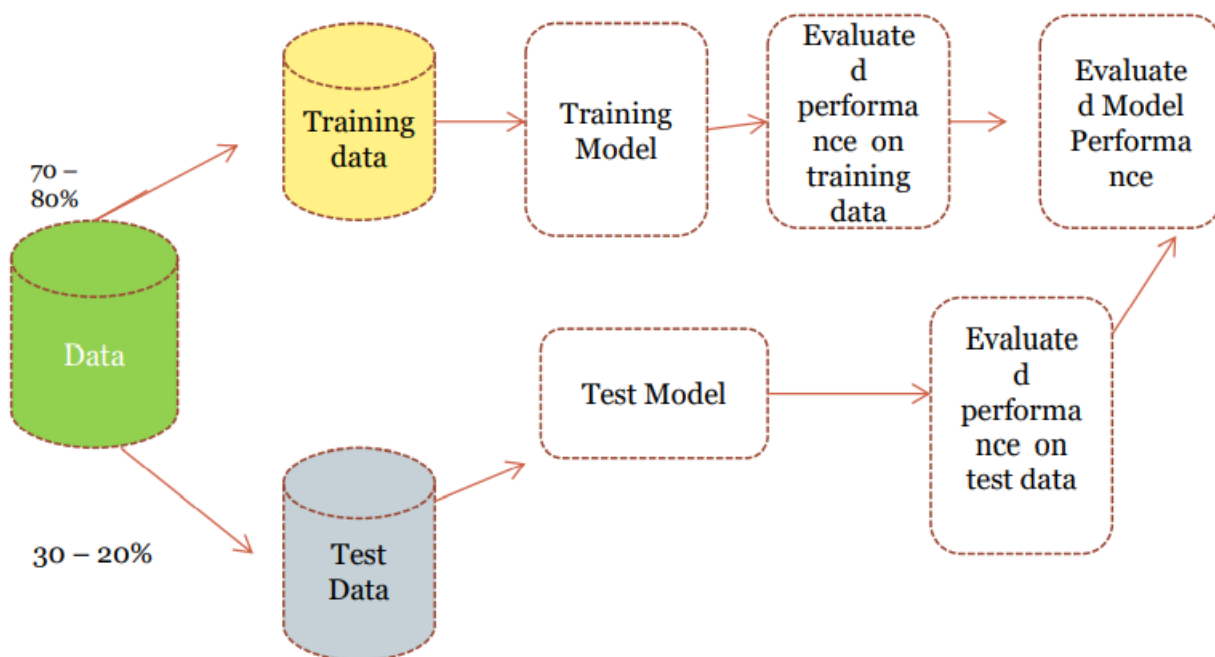 70 –
80%
Data
30 – 20%
Training
data
Training
Model
Evaluate
d
performa
nce on
training
data
Evaluate
d Model
Performa
nce
Test
Data
Test Model
Evaluate
d
performa
nce on
test data